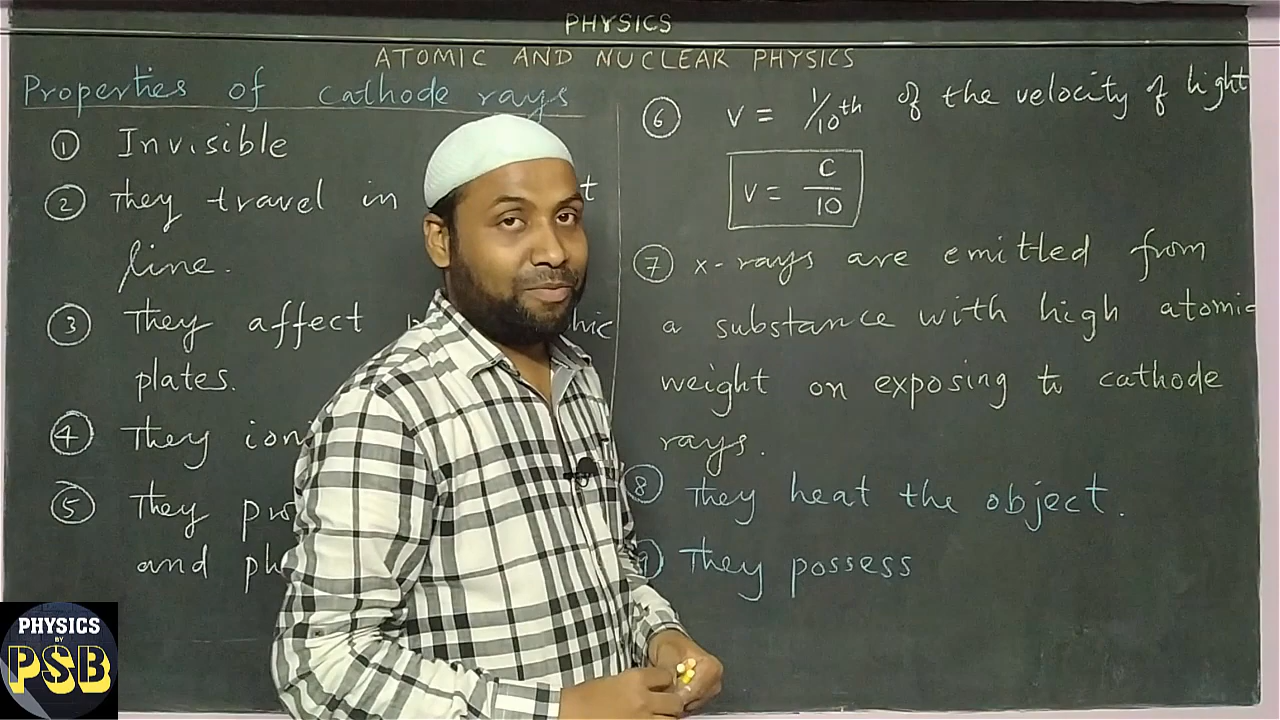 PHYSICS
ATOMIC AND NUCLEAR PHYSICS
Properties of cathode rays
① Invisible
② They travel in
line.
③ They affect
plates.
④ They
⑤ They
and
⑥ v = 1/10th of the velocity of light
v = c/10
⑦ x-rays are emitted from
a substance with high atomic
weight on exposing to cathode
rays.
⑧ They heat the object.
⑨ They possess
PHYSICS
BY
PSB